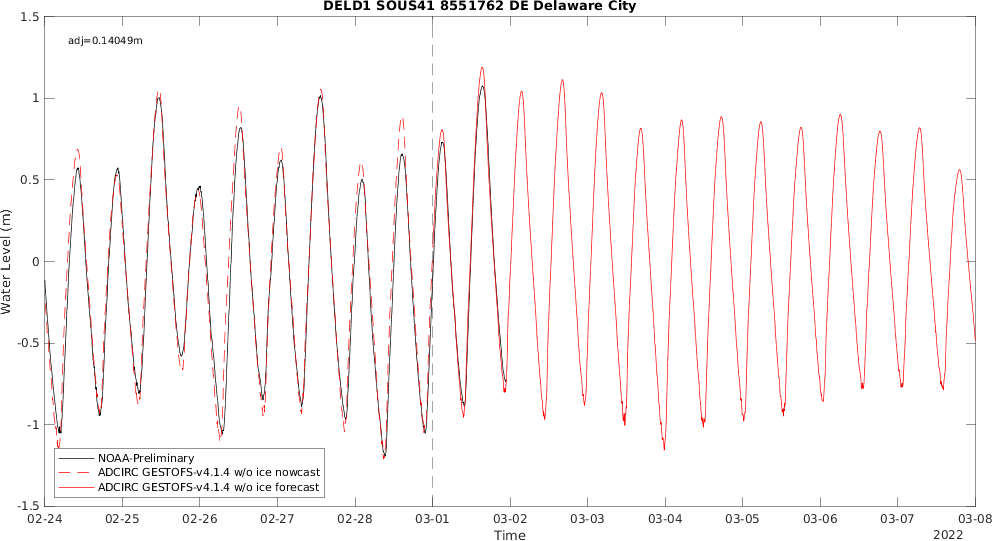 DELD1 SOUS41 8551762 DE Delaware City
adj=0.14049m
1.5
1
0.5
0
-0.5
-1
-1.5
Water Level (m)
NOAA-Preliminary
ADCIRC GESTOFS-v4.1.4 w/o ice nowcast
ADCIRC GESTOFS-v4.1.4 w/o ice forecast
02-24 02-25 02-26 02-27 02-28 03-01 03-02 03-03 03-04 03-05 03-06 03-07 03-08
Time
2022